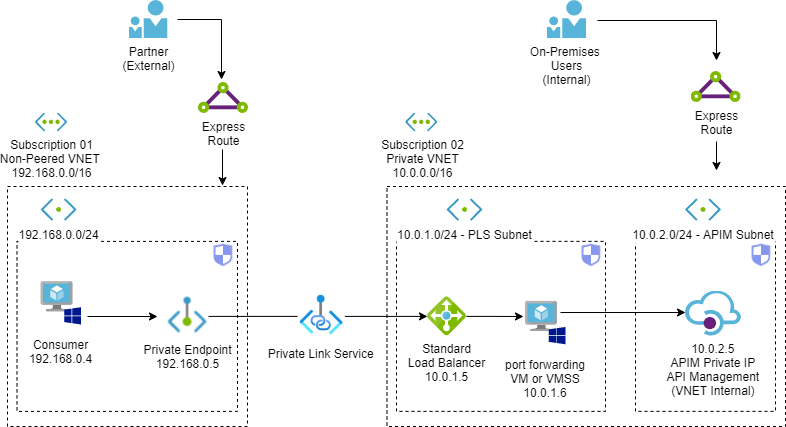 Partner
(External)
On-Premises
Users
(Internal)
Express
Route
Express
Route
Subscription 01
Non-Peered VNET
192.168.0.0/16
Subscription 02
Private VNET
10.0.0.0/16
192.168.0.0/24
10.0.1.0/24 - PLS Subnet
10.0.2.0/24 - APIM Subnet
Consumer
192.168.0.4
Private Endpoint
192.168.0.5
Private Link Service
Standard
Load Balancer
10.0.1.5
port forwarding
VM or VMSS
10.0.1.6
10.0.2.5
APIM Private IP
API Management
(VNET Internal)